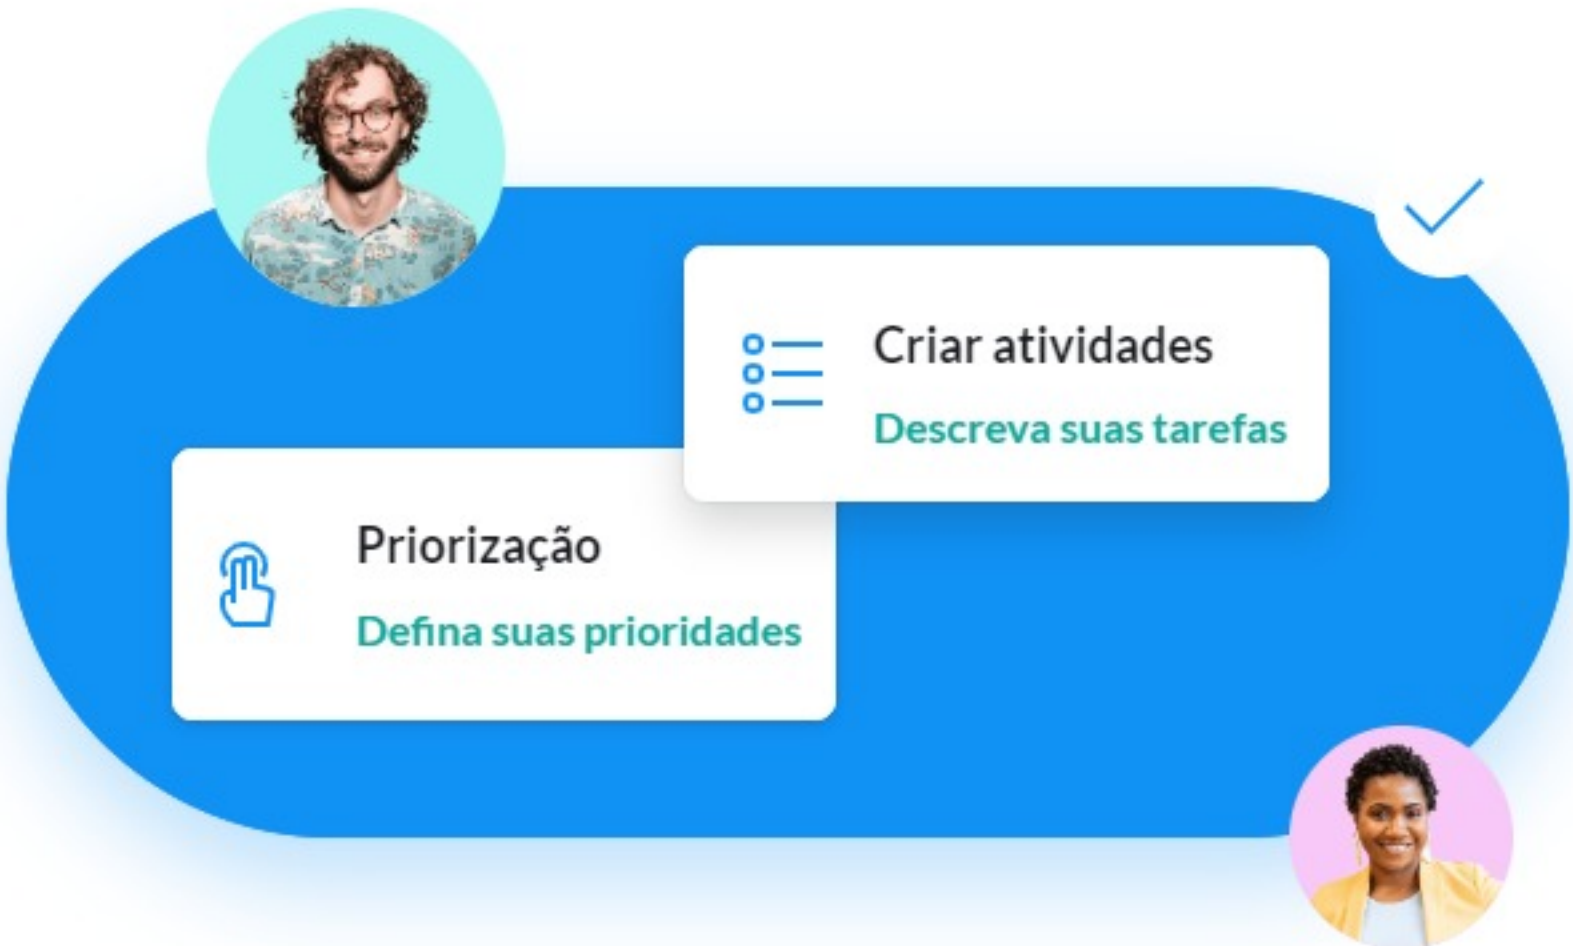 Criar atividades
Descreva suas tarefas
Priorização
Defina suas prioridades